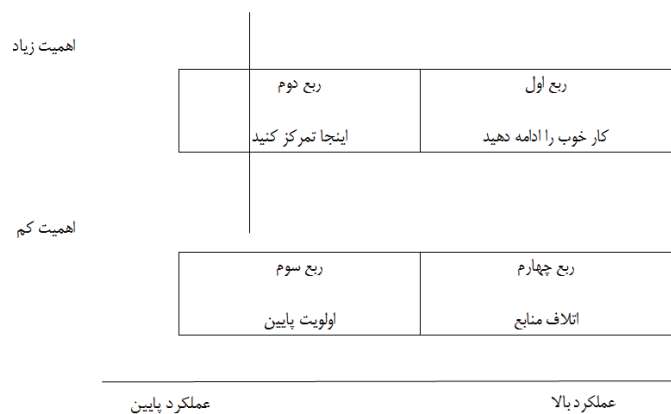 اهمیت زیاد
ربع اول
ربع دوم
کار خوب را ادامه دهید
اینجا تمرکز کنید
اهمیت کم
ربع چهارم
ربع سوم
اتلاف منابع
اولویت پایین
عملکرد بالا
عملکرد پایین